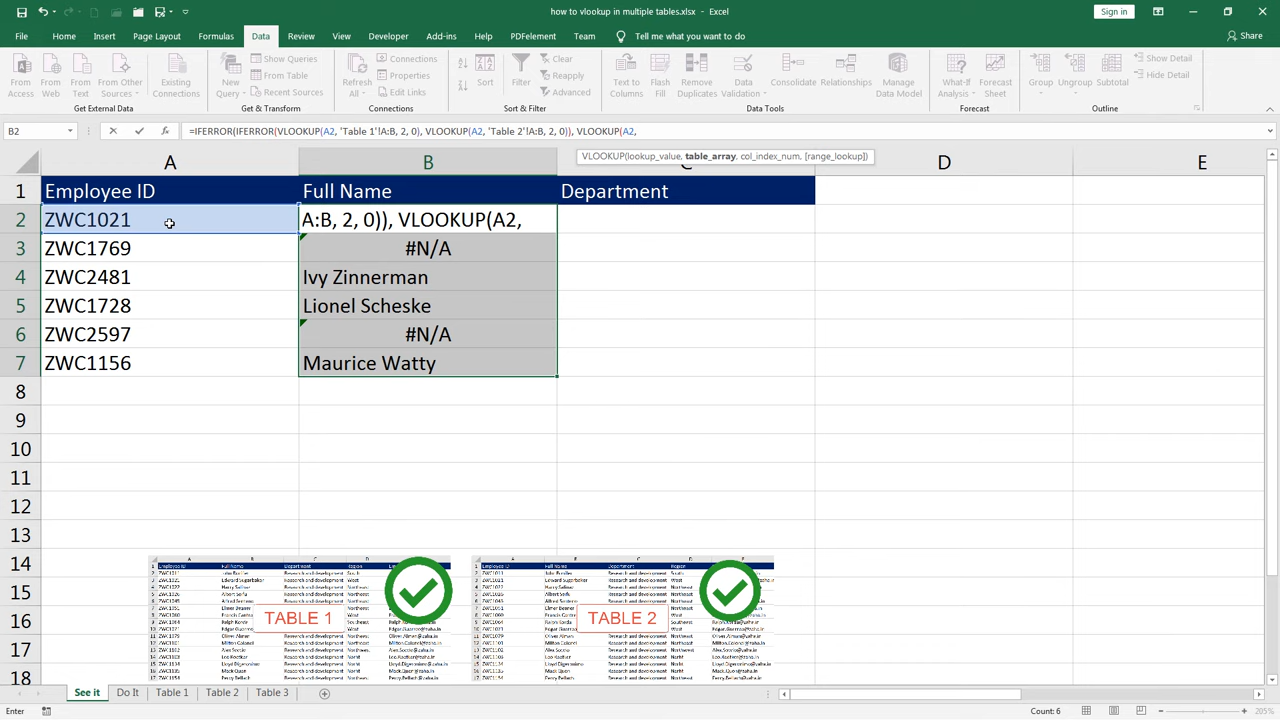 how to vlookup in multiple tables.xlsx - Excel
Sign in
File Home Insert Page Layout Formulas Data Review View Developer Add-ins Help PDFelement Team Tell me what you want to do Share
From Access
From Web
From Text
From Other Sources
Existing Connections
Get External Data
New Query
Show Queries
From Table
Recent Sources
Get & Transform
Refresh All
Connections
Properties
Edit Links
Connections
Sort
Filter
Clear
Reapply
Advanced
Sort & Filter
Text to Columns
Flash Fill
Remove Duplicates
Data Validation
Consolidate
Relationships
Manage Data Model
Data Tools
What-If Analysis
Forecast Sheet
Forecast
Group
Ungroup
Subtotal
Show Detail
Hide Detail
Outline
B2 fx =IFERROR(IFERROR(VLOOKUP(A2, 'Table 1'!A:B, 2, 0), VLOOKUP(A2, 'Table 2'!A:B, 2, 0)), VLOOKUP(A2,
VLOOKUP(lookup_value, table_array, col_index_num, [range_lookup])
A B C D E
1 Employee ID Full Name Department
2 ZWC1021 A:B, 2, 0)), VLOOKUP(A2,
3 ZWC1769 #N/A
4 ZWC2481 Ivy Zinnerman
5 ZWC1728 Lionel Scheske
6 ZWC2597 #N/A
7 ZWC1156 Maurice Watty
8
9
10
11
12
13
14
15
16
17
18
TABLE 1
TABLE 2
See it Do It Table 1 Table 2 Table 3
Enter Count: 6 205%